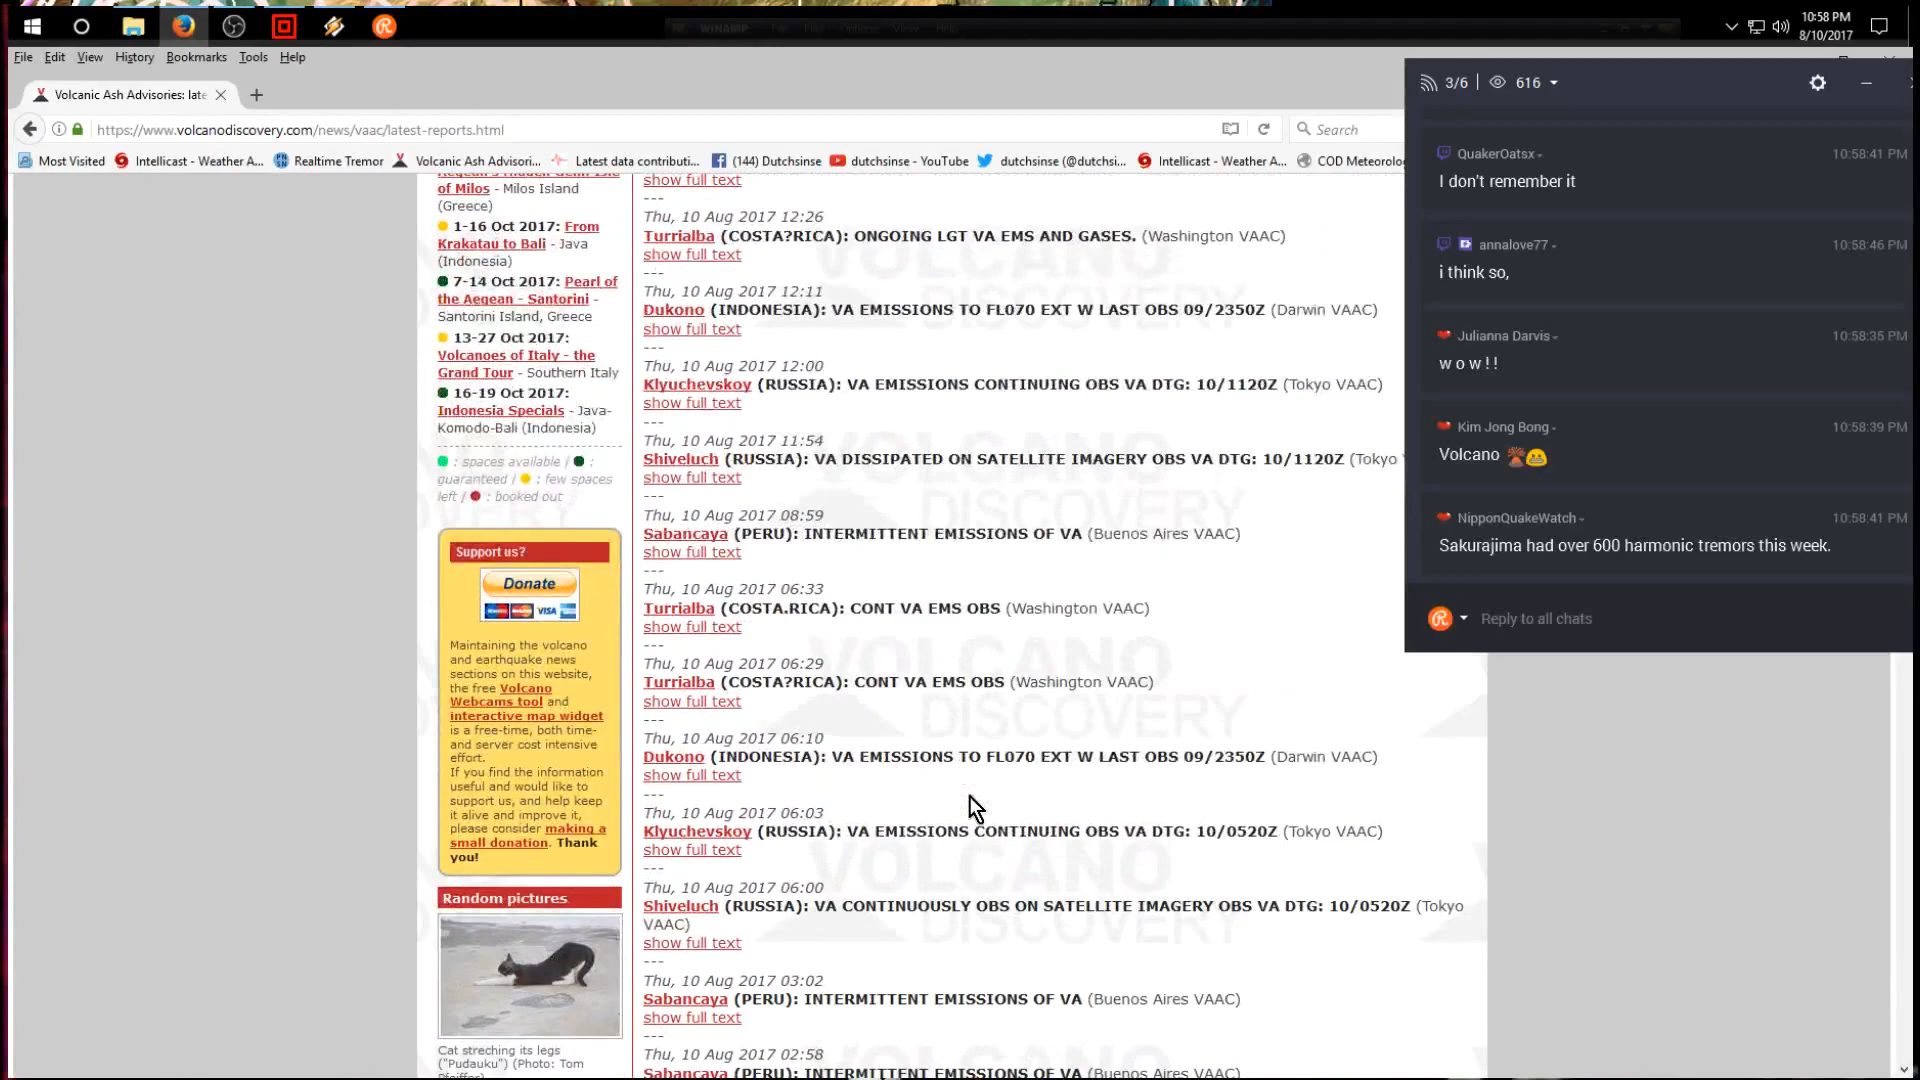 10:58 PM
8/10/2017
File Edit View History Bookmarks Tools Help
Volcanic Ash Advisories: late
https://www.volcanodiscovery.com/news/vaac/latest-reports.html
Search
Most Visited
Intellicast - Weather A...
Realtime Tremor
Volcanic Ash Advisori...
Latest data contributi...
(144) Dutchsinse
dutchsinse - YouTube
dutchsinse (@dutchsi...
Intellicast - Weather A...
COD Meteorolo
of Milos - Milos Island
(Greece)
1-16 Oct 2017: From
Krakatau to Bali - Java
(Indonesia)
7-14 Oct 2017: Pearl of
the Aegean - Santorini -
Santorini Island, Greece
13-27 Oct 2017:
Volcanoes of Italy - the
Grand Tour - Southern Italy
16-19 Oct 2017:
Indonesia Specials - Java-
Komodo-Bali (Indonesia)
: spaces available / :
guaranteed / : few spaces
left / : booked out
Support us?
Donate
VISA
Maintaining the volcano
and earthquake news
sections on this website,
the free Volcano
Webcams tool and
interactive map widget
is a free-time, both time-
and server cost intensive
effort.
If you find the information
useful and would like to
support us, and help keep
it alive and improve it,
please consider making a
small donation. Thank
you!
Random pictures
Cat streching its legs
("Pudauku") (Photo: Tom
show full text
---
Thu, 10 Aug 2017 12:26
Turrialba (COSTA?RICA): ONGOING LGT VA EMS AND GASES. (Washington VAAC)
show full text
---
Thu, 10 Aug 2017 12:11
Dukono (INDONESIA): VA EMISSIONS TO FL070 EXT W LAST OBS 09/2350Z (Darwin VAAC)
show full text
---
Thu, 10 Aug 2017 12:00
Klyuchevskoy (RUSSIA): VA EMISSIONS CONTINUING OBS VA DTG: 10/1120Z (Tokyo VAAC)
show full text
---
Thu, 10 Aug 2017 11:54
Shiveluch (RUSSIA): VA DISSIPATED ON SATELLITE IMAGERY OBS VA DTG: 10/1120Z (Tokyo
show full text
---
Thu, 10 Aug 2017 08:59
Sabancaya (PERU): INTERMITTENT EMISSIONS OF VA (Buenos Aires VAAC)
show full text
---
Thu, 10 Aug 2017 06:33
Turrialba (COSTA.RICA): CONT VA EMS OBS (Washington VAAC)
show full text
---
Thu, 10 Aug 2017 06:29
Turrialba (COSTA?RICA): CONT VA EMS OBS (Washington VAAC)
show full text
---
Thu, 10 Aug 2017 06:10
Dukono (INDONESIA): VA EMISSIONS TO FL070 EXT W LAST OBS 09/2350Z (Darwin VAAC)
show full text
---
Thu, 10 Aug 2017 06:03
Klyuchevskoy (RUSSIA): VA EMISSIONS CONTINUING OBS VA DTG: 10/0520Z (Tokyo VAAC)
show full text
---
Thu, 10 Aug 2017 06:00
Shiveluch (RUSSIA): VA CONTINUOUSLY OBS ON SATELLITE IMAGERY OBS VA DTG: 10/0520Z (Tokyo
VAAC)
show full text
---
Thu, 10 Aug 2017 03:02
Sabancaya (PERU): INTERMITTENT EMISSIONS OF VA (Buenos Aires VAAC)
show full text
---
Thu, 10 Aug 2017 02:58
Sabancaya (PERU): INTERMITTENT EMISSIONS OF VA (Buenos Aires VAAC)
VOLCANO
DISCOVERY
3/6 | 616
QuakerOatsx 10:58:41 PM
I don't remember it
annalove77 10:58:46 PM
i think so,
Julianna Darvis 10:58:35 PM
w o w ! !
Kim Jong Bong 10:58:39 PM
Volcano
NipponQuakeWatch 10:58:41 PM
Sakurajima had over 600 harmonic tremors this week.
Reply to all chats